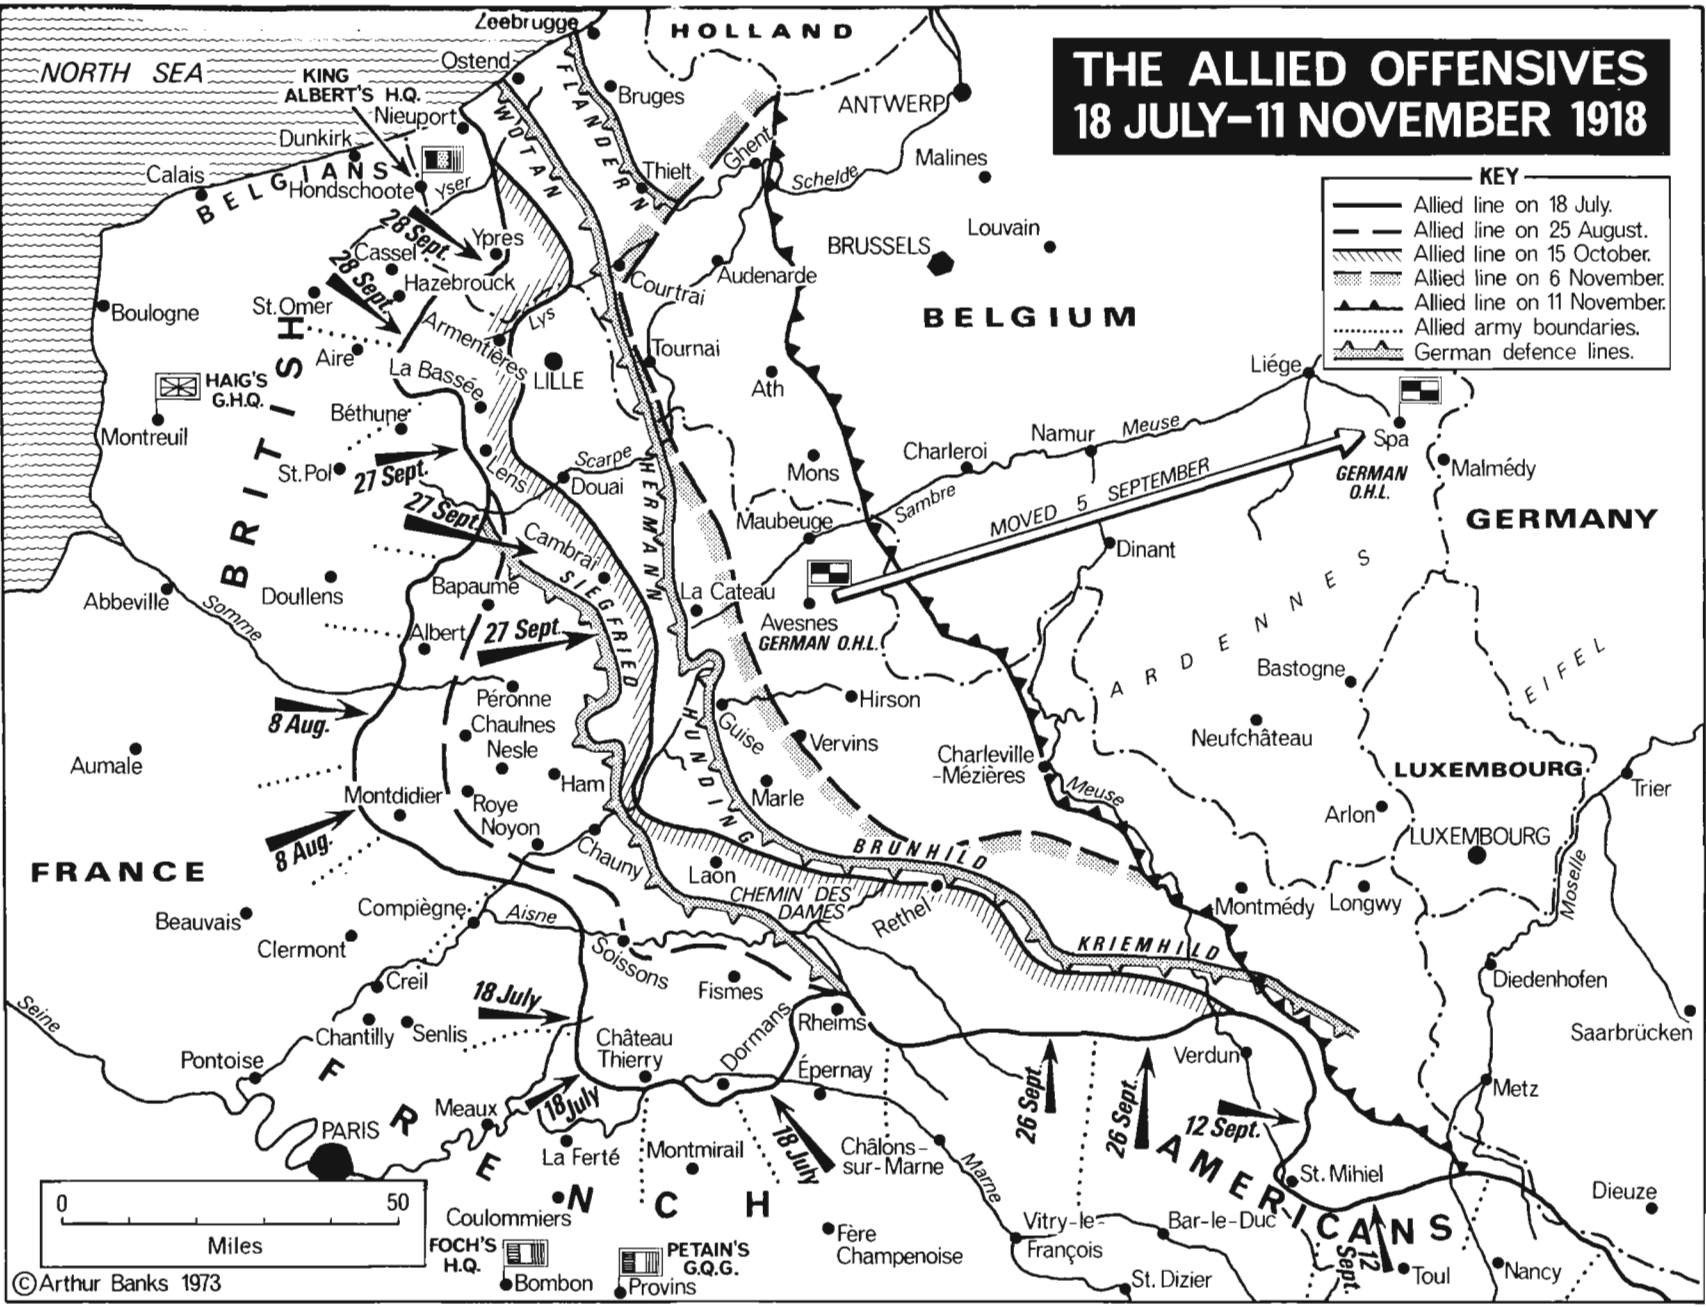 THE ALLIED OFFENSIVES
18 JULY–11 NOVEMBER 1918
KEY
Allied line on 18 July.
Allied line on 25 August.
Allied line on 15 October.
Allied line on 6 November.
Allied line on 11 November.
Allied army boundaries.
German defence lines.
NORTH SEA
HOLLAND
Zeebrugge
Ostend
KING
ALBERT'S H.Q.
Nieuport
Bruges
ANTWERP
Dunkirk
Calais
BELGIANS
Hondschoote
Yser
WOTAN
FLANDERN
Thielt
Ghent
Schelde
Malines
Louvain
BRUSSELS
28 Sept.
Ypres
Cassel
28 Sept.
Hazebrouck
Courtrai
Audenarde
BELGIUM
Boulogne
St. Omer
Armentières
Lys
Aire
LILLE
Tournai
La Bassée
Ath
Liége
HAIG'S
G.H.Q.
Montreuil
BRITISH
Béthune
St. Pol
27 Sept.
Lens
Scarpe
Douai
HERMANN
Mons
Charleroi
Namur
Meuse
Spa
GERMAN
O.H.L.
Malmédy
GERMANY
27 Sept.
Cambrai
Maubeuge
Sambre
MOVED 5 SEPTEMBER
Dinant
Abbeville
Somme
Doullens
Bapaume
SIEGFRIED
La Cateau
Avesnes
GERMAN O.H.L.
ARDENNES
EIFEL
Albert
27 Sept.
Bastogne
Péronne
8 Aug.
Chaulnes
Nesle
HUNDING
Guise
Hirson
Vervins
Neufchâteau
Aumale
Ham
Charleville
-Mézières
Meuse
LUXEMBOURG
Trier
Montdidier
Roye
Noyon
Marle
Arlon
LUXEMBOURG
8 Aug.
Chauny
BRUNHILD
Moselle
FRANCE
Laon
CHEMIN DES
DAMES
Rethel
Montmédy
Longwy
Beauvais
Compiègne
Aisne
Clermont
Soissons
KRIEMHILD
Creil
Fismes
Diedenhofen
Seine
18 July
Chantilly
Senlis
Château
Thierry
Dormans
Rheims
Saarbrücken
Pontoise
Épernay
Verdun
Metz
FRENCH
Meaux
18 July
26 Sept.
26 Sept.
12 Sept.
PARIS
La Ferté
Montmirail
18 July
Châlons-
sur-Marne
Marne
AMERICANS
St. Mihiel
Dieuze
0 50
Miles
Coulommiers
FOCH'S
H.Q.
Bombon
PETAIN'S
G.Q.G.
Provins
Fère
Champenoise
Vitry-le-
François
Bar-le-Duc
St. Dizier
12
Sept.
Toul
Nancy
©Arthur Banks 1973